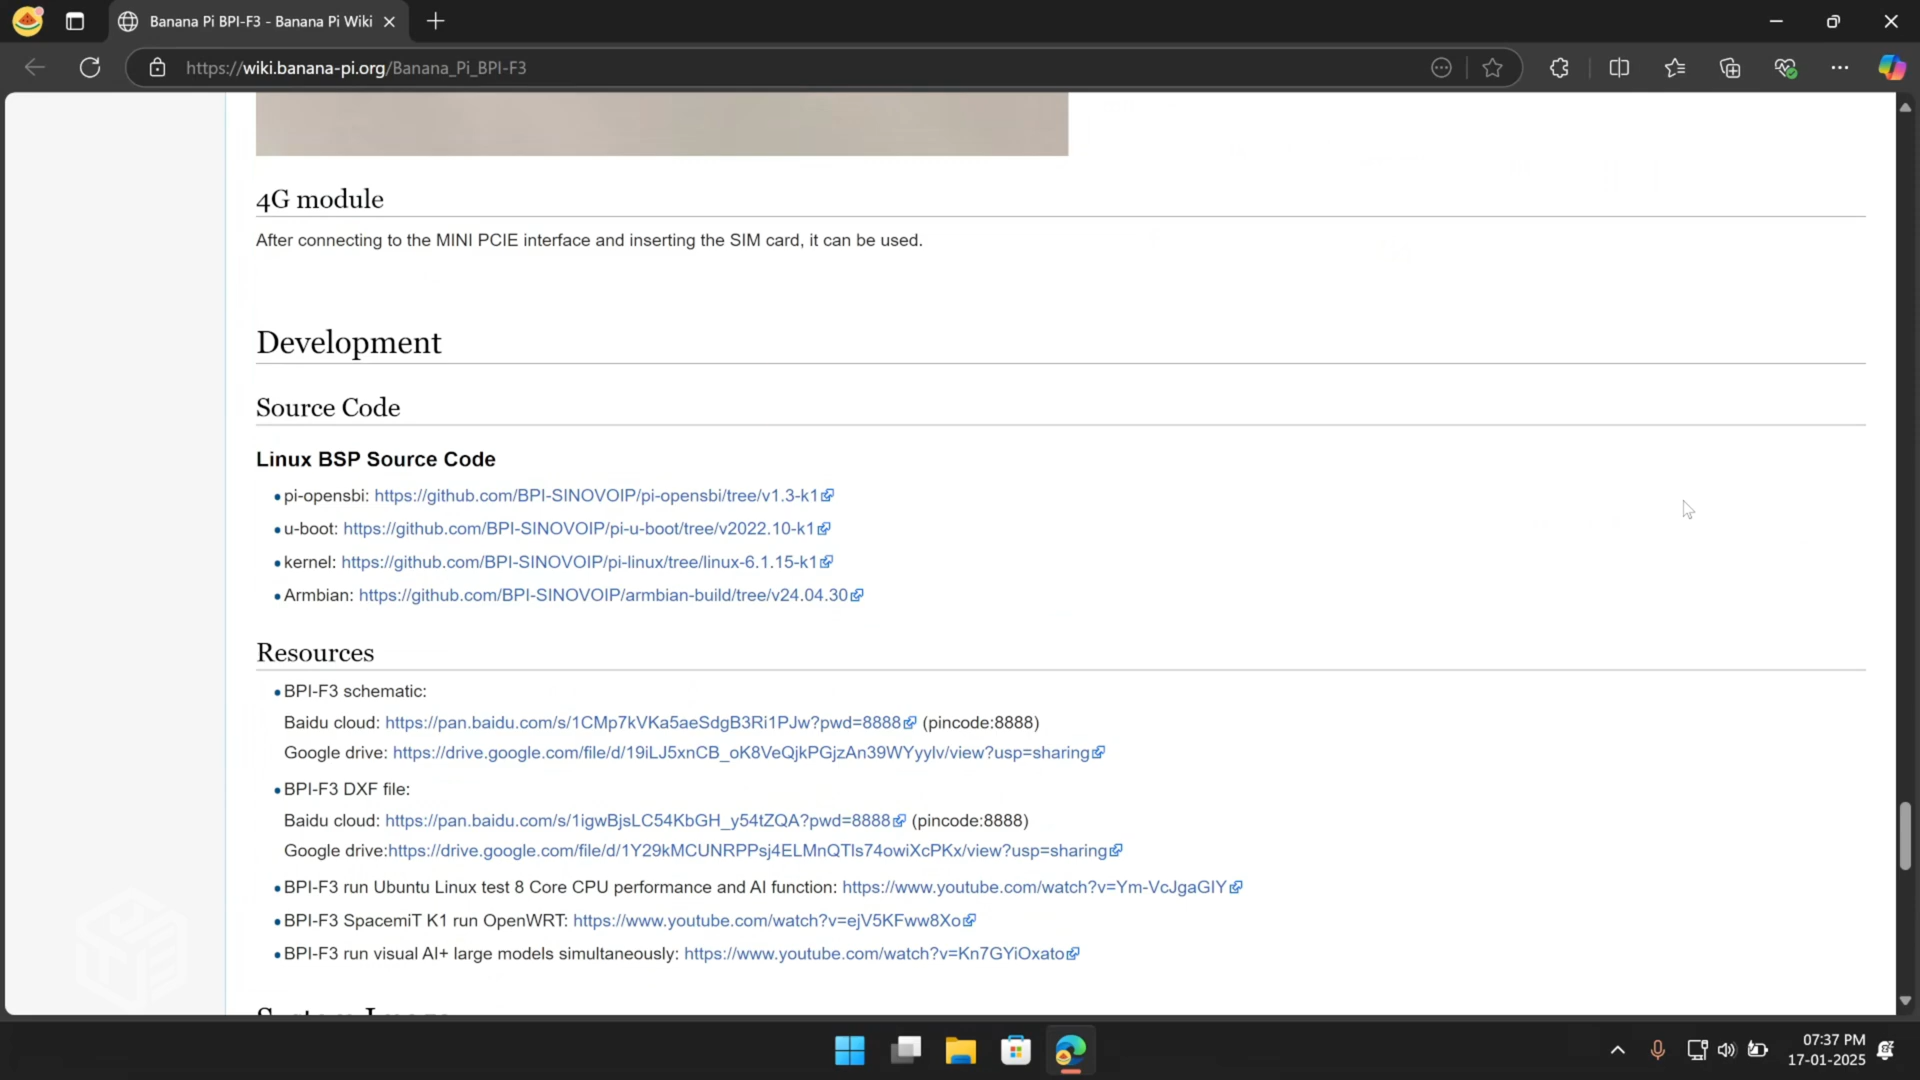 Banana Pi BPI-F3 - Banana Pi Wiki
https://wiki.banana-pi.org/Banana_Pi_BPI-F3
4G module
After connecting to the MINI PCIE interface and inserting the SIM card, it can be used.
Development
Source Code
Linux BSP Source Code
pi-opensbi: https://github.com/BPI-SINOVOIP/pi-opensbi/tree/v1.3-k1
u-boot: https://github.com/BPI-SINOVOIP/pi-u-boot/tree/v2022.10-k1
kernel: https://github.com/BPI-SINOVOIP/pi-linux/tree/linux-6.1.15-k1
Armbian: https://github.com/BPI-SINOVOIP/armbian-build/tree/v24.04.30
Resources
BPI-F3 schematic:
Baidu cloud: https://pan.baidu.com/s/1CMp7kVKa5aeSdgB3Ri1PJw?pwd=8888 (pincode:8888)
Google drive: https://drive.google.com/file/d/19iLJ5xnCB_oK8VeQjkPGjzAn39WYyylv/view?usp=sharing
BPI-F3 DXF file:
Baidu cloud: https://pan.baidu.com/s/1igwBjsLC54KbGH_y54tZQA?pwd=8888 (pincode:8888)
Google drive:https://drive.google.com/file/d/1Y29kMCUNRPPsj4ELMnQTls74owiXcPKx/view?usp=sharing
BPI-F3 run Ubuntu Linux test 8 Core CPU performance and AI function: https://www.youtube.com/watch?v=Ym-VcJgaGIY
BPI-F3 SpacemiT K1 run OpenWRT: https://www.youtube.com/watch?v=ejV5KFww8Xo
BPI-F3 run visual AI+ large models simultaneously: https://www.youtube.com/watch?v=Kn7GYiOxato
07:37 PM
17-01-2025